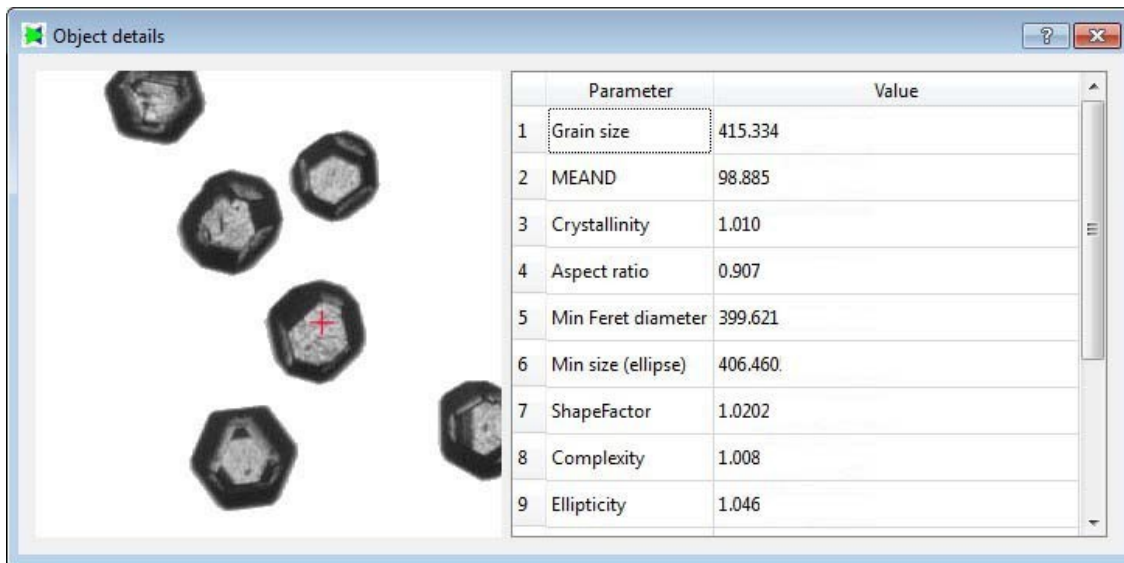 Object details
Parameter Value
1 Grain size 415.334
2 MEAND 98.885
3 Crystallinity 1.010
4 Aspect ratio 0.907
5 Min Feret diameter 399.621
6 Min size (ellipse) 406.460.
7 ShapeFactor 1.0202
8 Complexity 1.008
9 Ellipticity 1.046